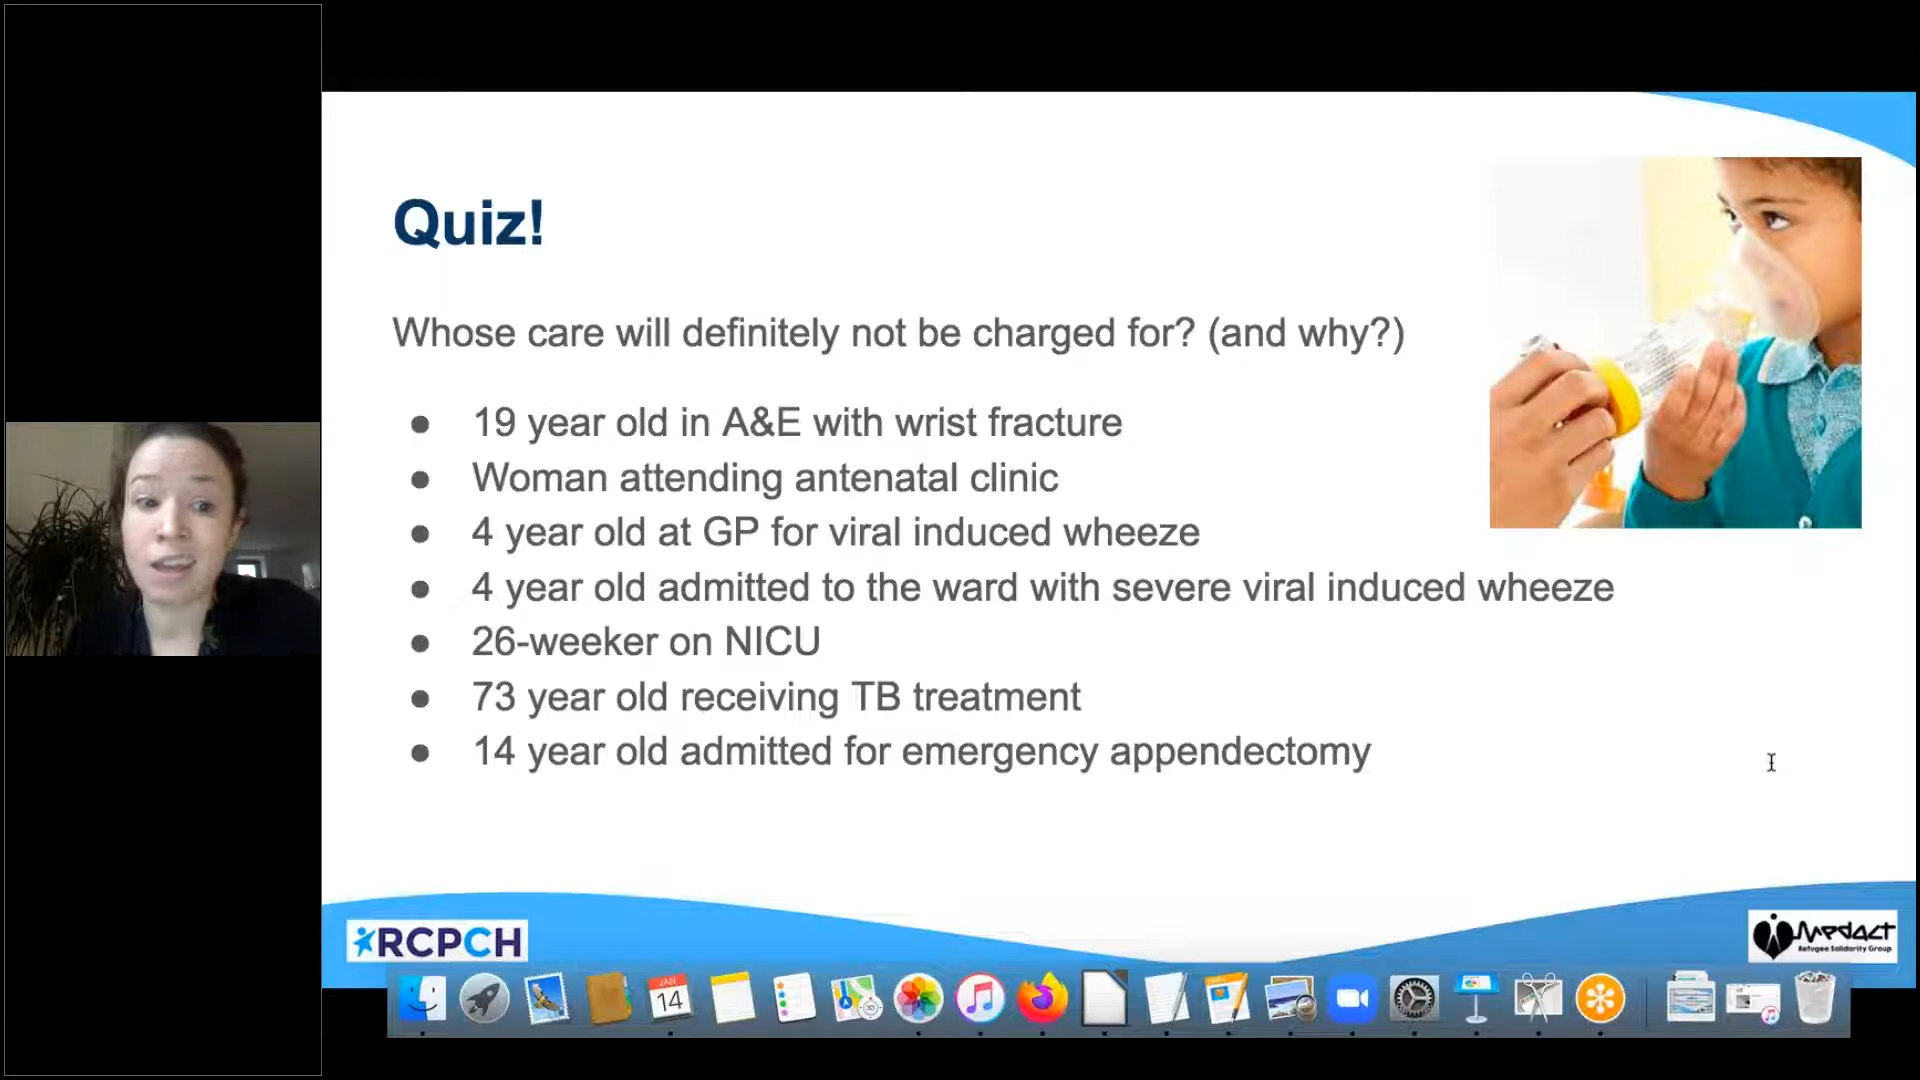 Quiz!
Whose care will definitely not be charged for? (and why?)
● 19 year old in A&E with wrist fracture
● Woman attending antenatal clinic
● 4 year old at GP for viral induced wheeze
● 4 year old admitted to the ward with severe viral induced wheeze
● 26-weeker on NICU
● 73 year old receiving TB treatment
● 14 year old admitted for emergency appendectomy
RCPCH
Medact
Refugee Solidarity Group
JAN
14